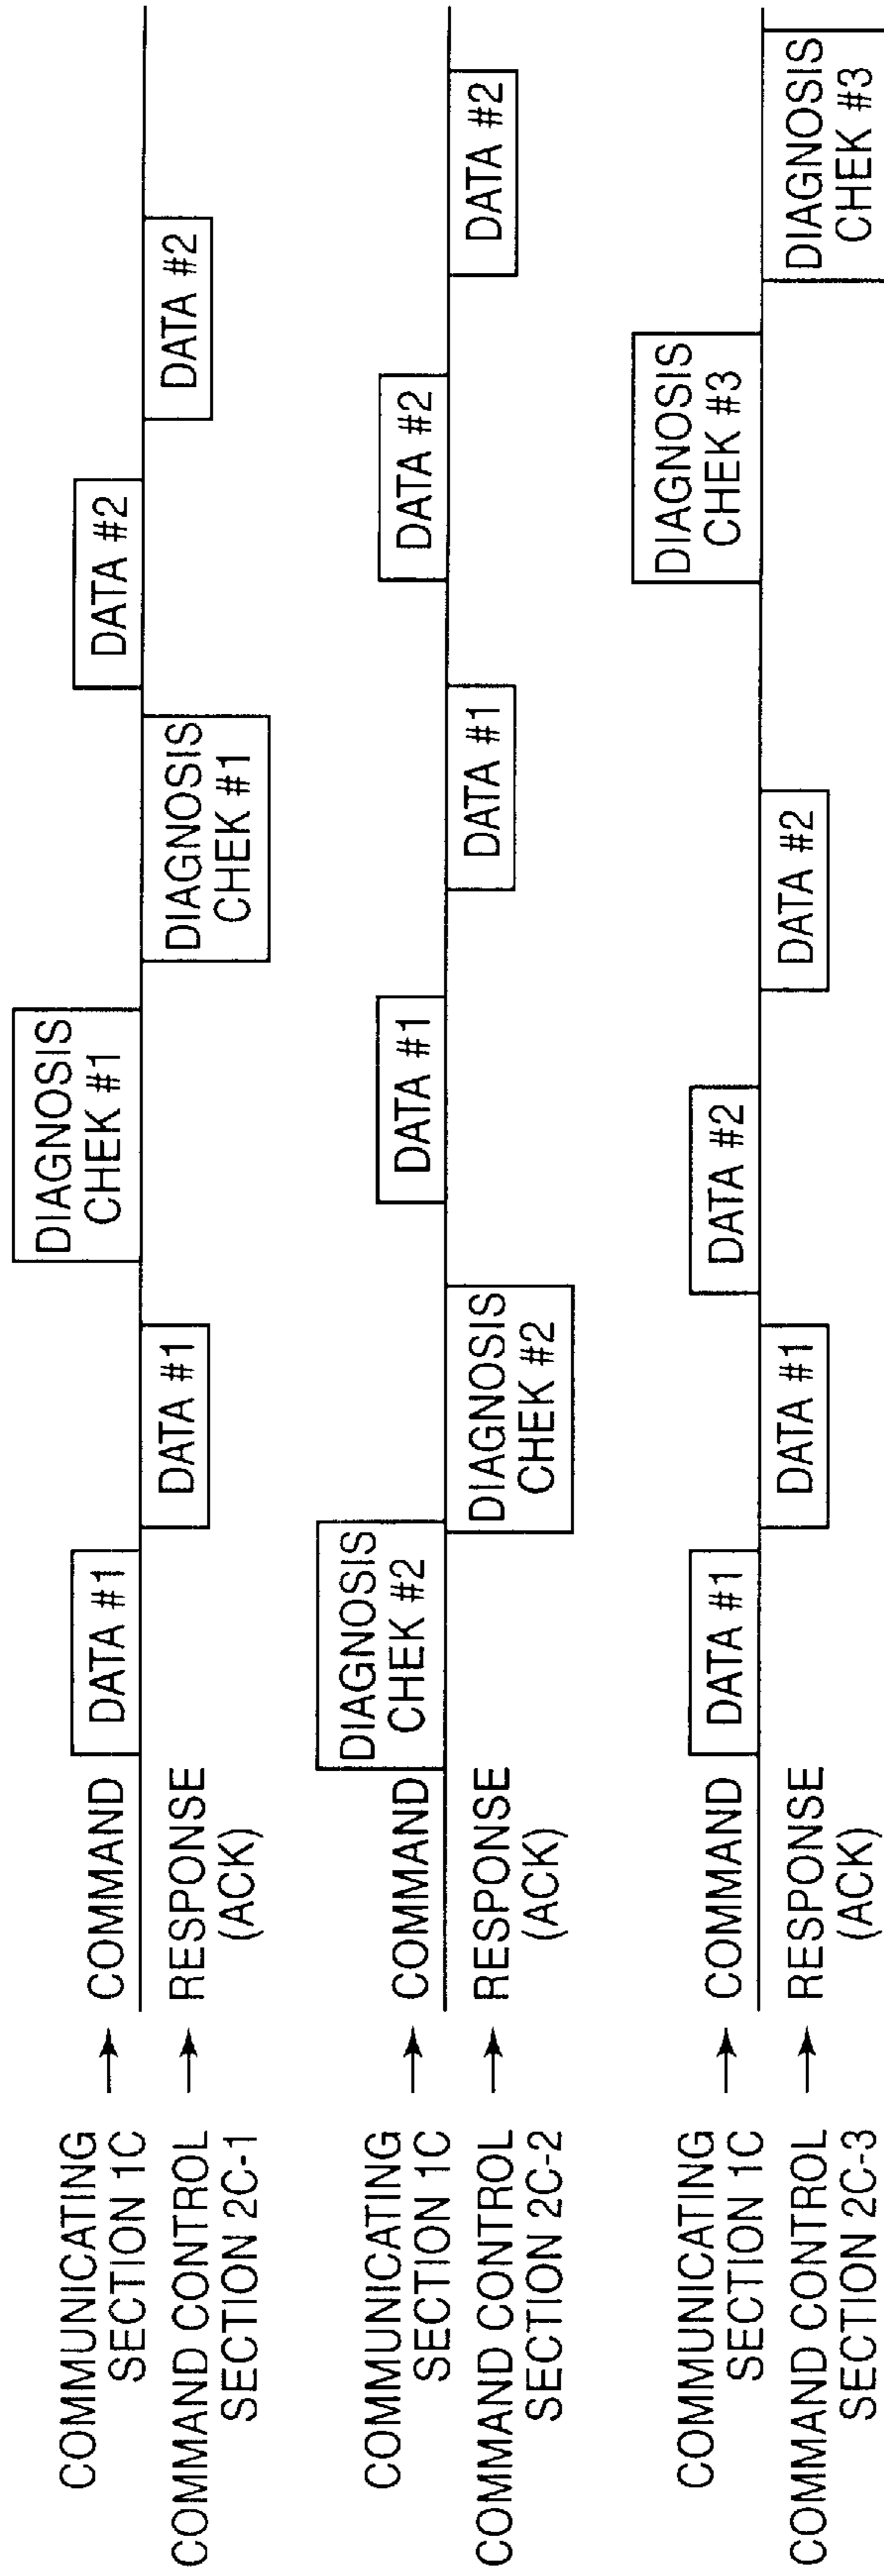 COMMUNICATING
SECTION 1C
COMMAND
DATA #1
DIAGNOSIS
CHEK #1
DATA #2
COMMAND CONTROL
SECTION 2C-1
RESPONSE
(ACK)
DATA #1
DIAGNOSIS
CHEK #1
DATA #2
COMMUNICATING
SECTION 1C
COMMAND
DIAGNOSIS
CHEK #2
DATA #1
DATA #2
COMMAND CONTROL
SECTION 2C-2
RESPONSE
(ACK)
DIAGNOSIS
CHEK #2
DATA #1
DATA #2
COMMUNICATING
SECTION 1C
COMMAND
DATA #1
DATA #2
DIAGNOSIS
CHEK #3
COMMAND CONTROL
SECTION 2C-3
RESPONSE
(ACK)
DATA #1
DATA #2
DIAGNOSIS
CHEK #3